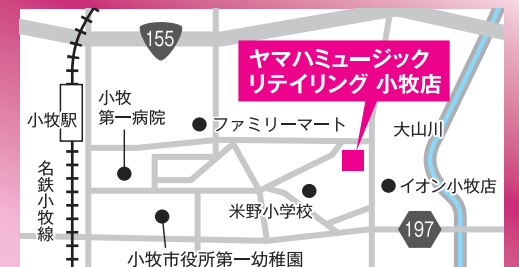 155
ヤマハミュージック
リテイリング 小牧店
小牧
第一病院
小牧駅
ファミリーマート
大山川
名鉄小牧線
イオン小牧店
米野小学校
197
小牧市役所第一幼稚園